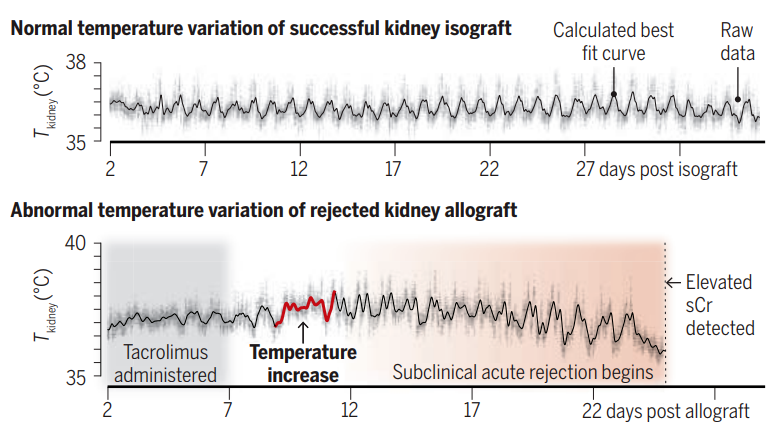 Normal temperature variation of successful kidney isograft
Calculated best
fit curve
Raw
data
38
T kidney (°C)
35
2 7 12 17 22 27 days post isograft
Abnormal temperature variation of rejected kidney allograft
40
T kidney (°C)
35
Elevated
sCr
detected
Tacrolimus
administered
Temperature
increase
Subclinical acute rejection begins
2 7 12 17 22 days post allograft